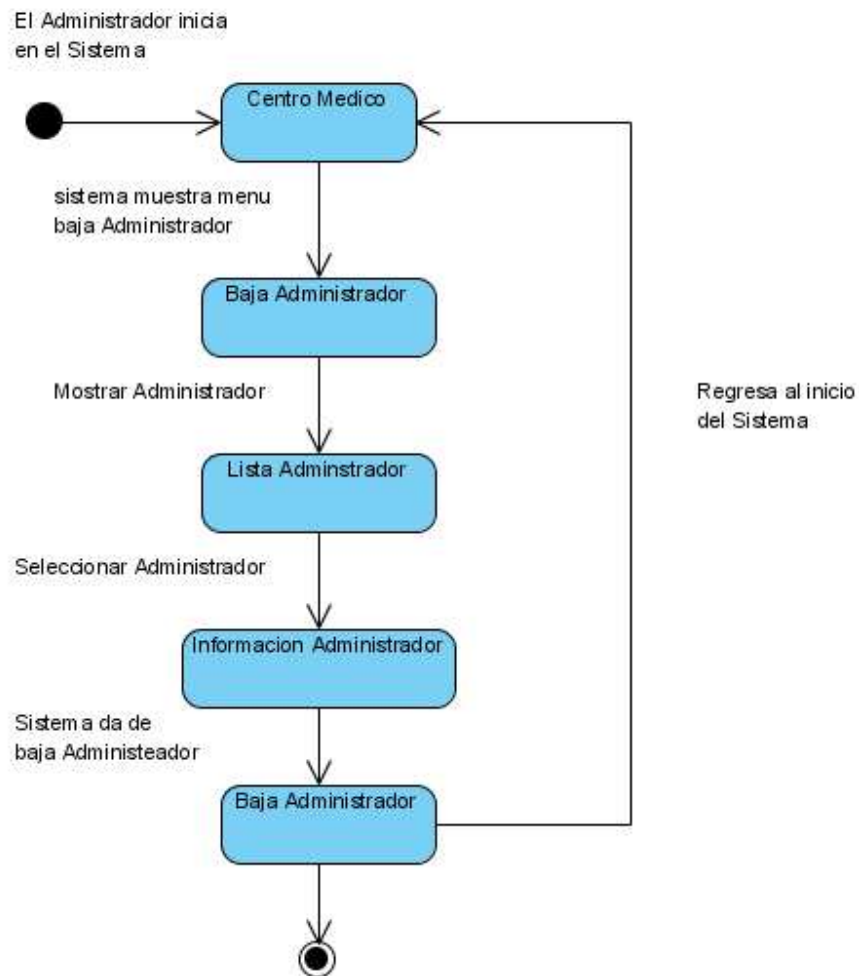 El Administrador inicia
en el Sistema
Centro Medico
sistema muestra menu
baja Administrador
Baja Administrador
Mostrar Administrador
Regresa al inicio
del Sistema
Lista Adminstrador
Seleccionar Administrador
Informacion Administrador
Sistema da de
baja Administeador
Baja Administrador